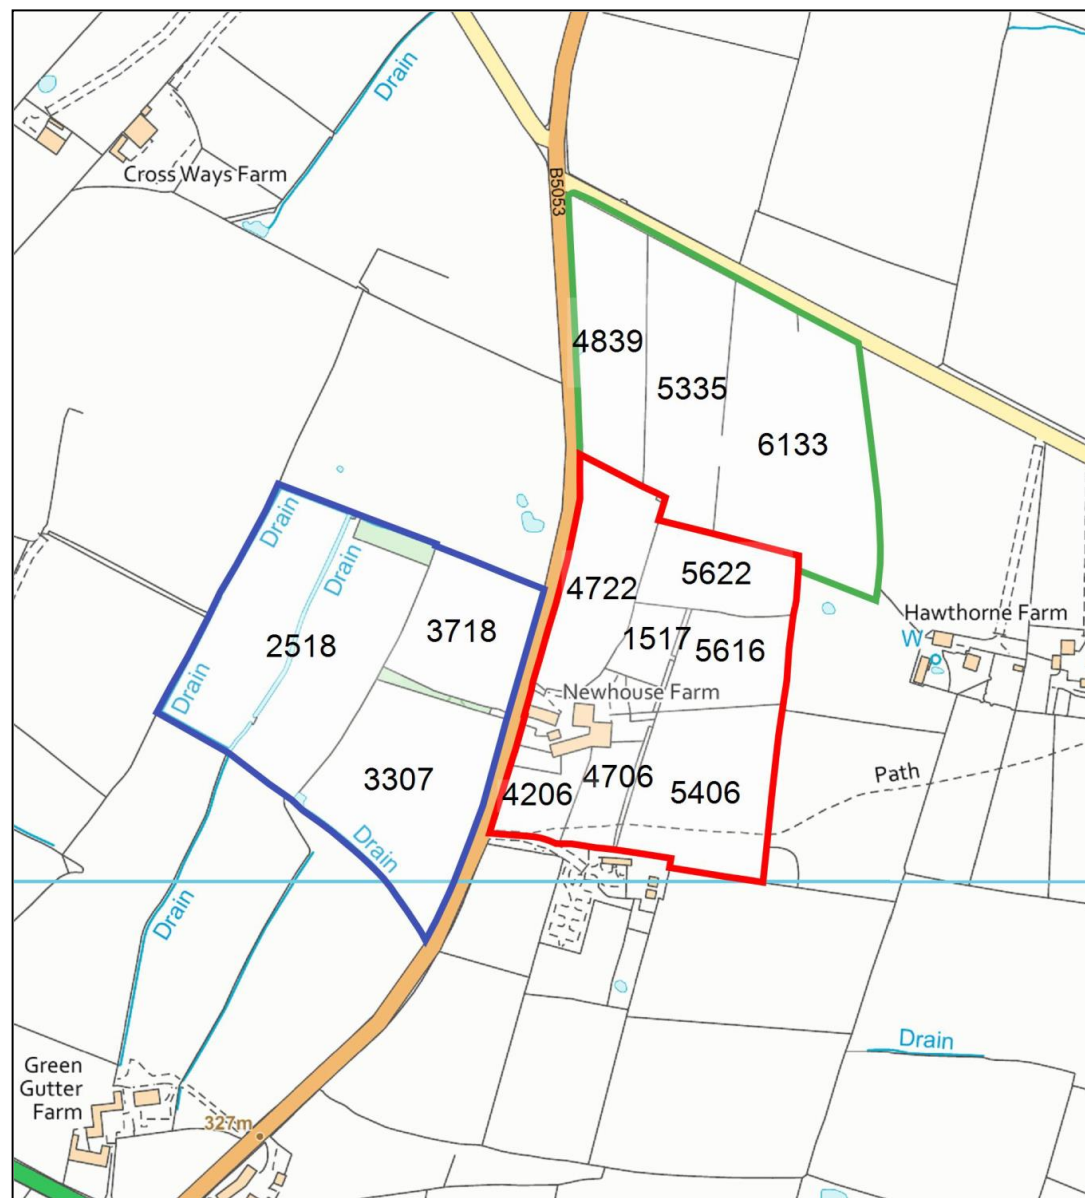 Drain
Cross Ways Farm
B5053
4839
5335
6133
Drain
Drain
4722
5622
2518
3718
1517
5616
Hawthorne Farm
W
Drain
Newhouse Farm
3307
4206
4706
5406
Path
Drain
Drain
Drain
Green
Gutter
Farm
327m